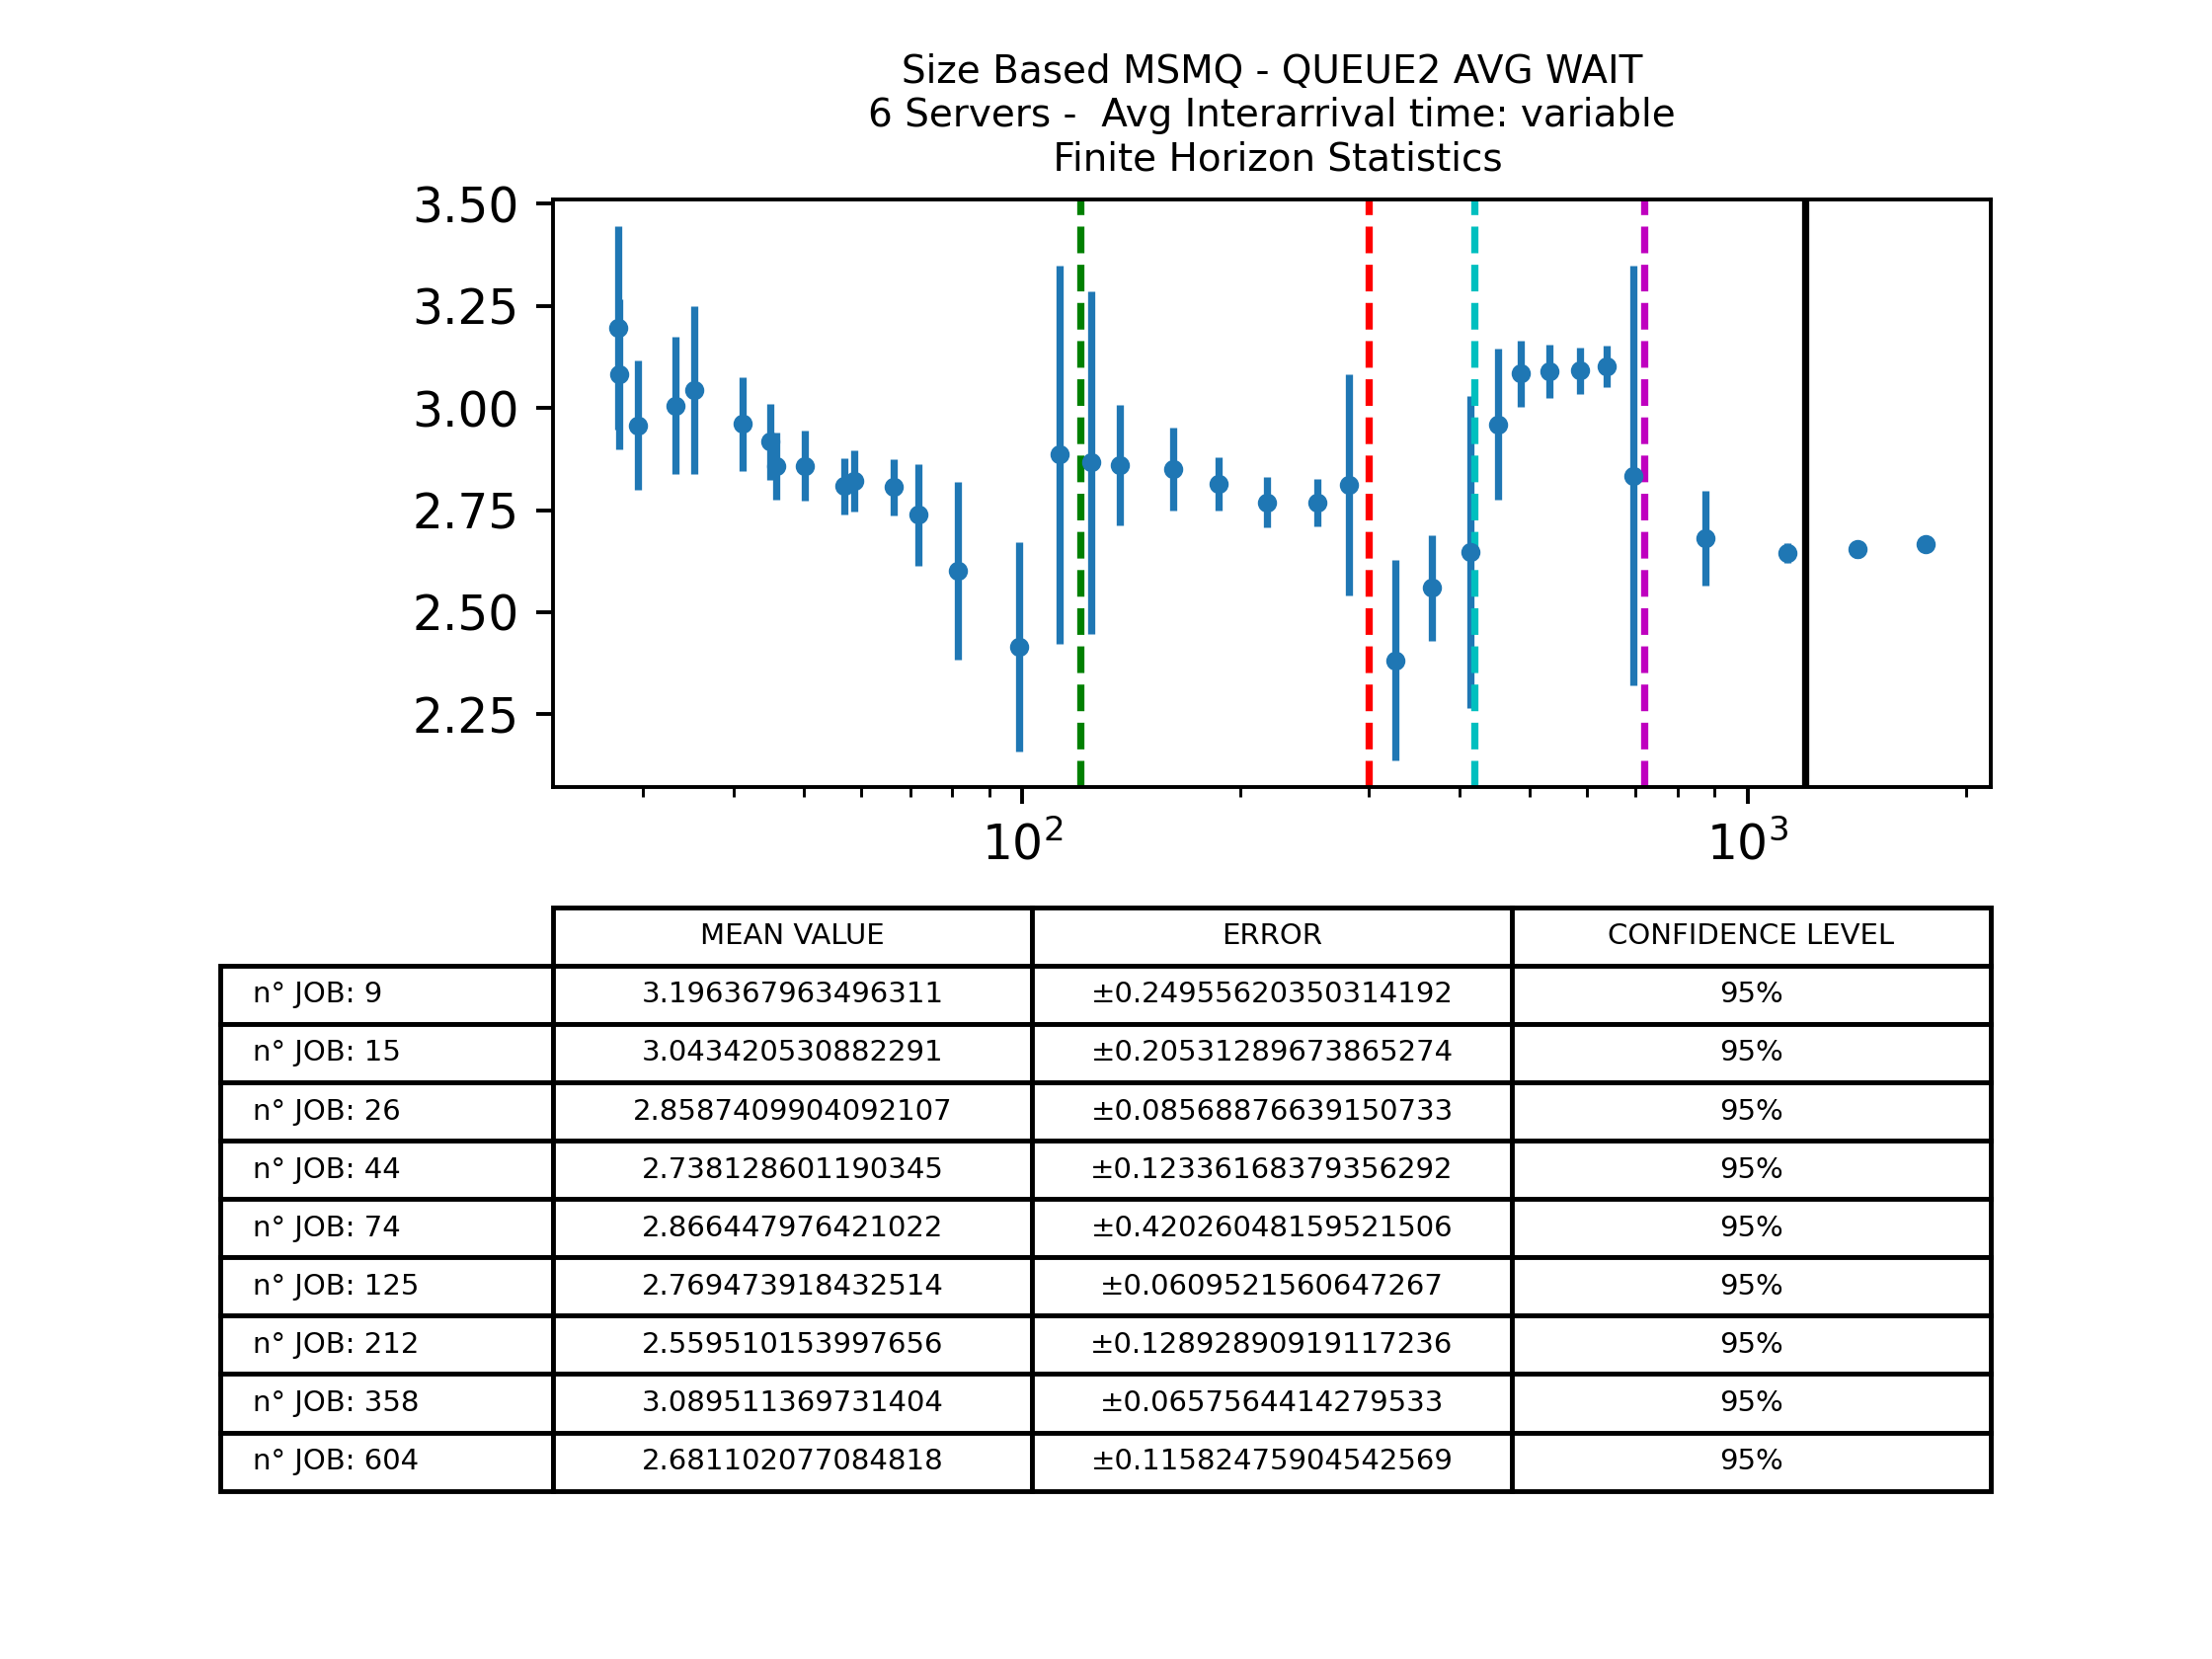 Size Based MSMQ - QUEUE2 AVG WAIT
6 Servers -  Avg Interarrival time: variable
Finite Horizon Statistics
3.50
3.25
3.00
2.75
2.50
2.25
10² 10³
MEAN VALUE ERROR CONFIDENCE LEVEL
n° JOB: 9 3.196367963496311 ±0.24955620350314192 95%
n° JOB: 15 3.043420530882291 ±0.20531289673865274 95%
n° JOB: 26 2.8587409904092107 ±0.08568876639150733 95%
n° JOB: 44 2.738128601190345 ±0.12336168379356292 95%
n° JOB: 74 2.866447976421022 ±0.42026048159521506 95%
n° JOB: 125 2.769473918432514 ±0.0609521560647267 95%
n° JOB: 212 2.559510153997656 ±0.12892890919117236 95%
n° JOB: 358 3.089511369731404 ±0.0657564414279533 95%
n° JOB: 604 2.681102077084818 ±0.11582475904542569 95%